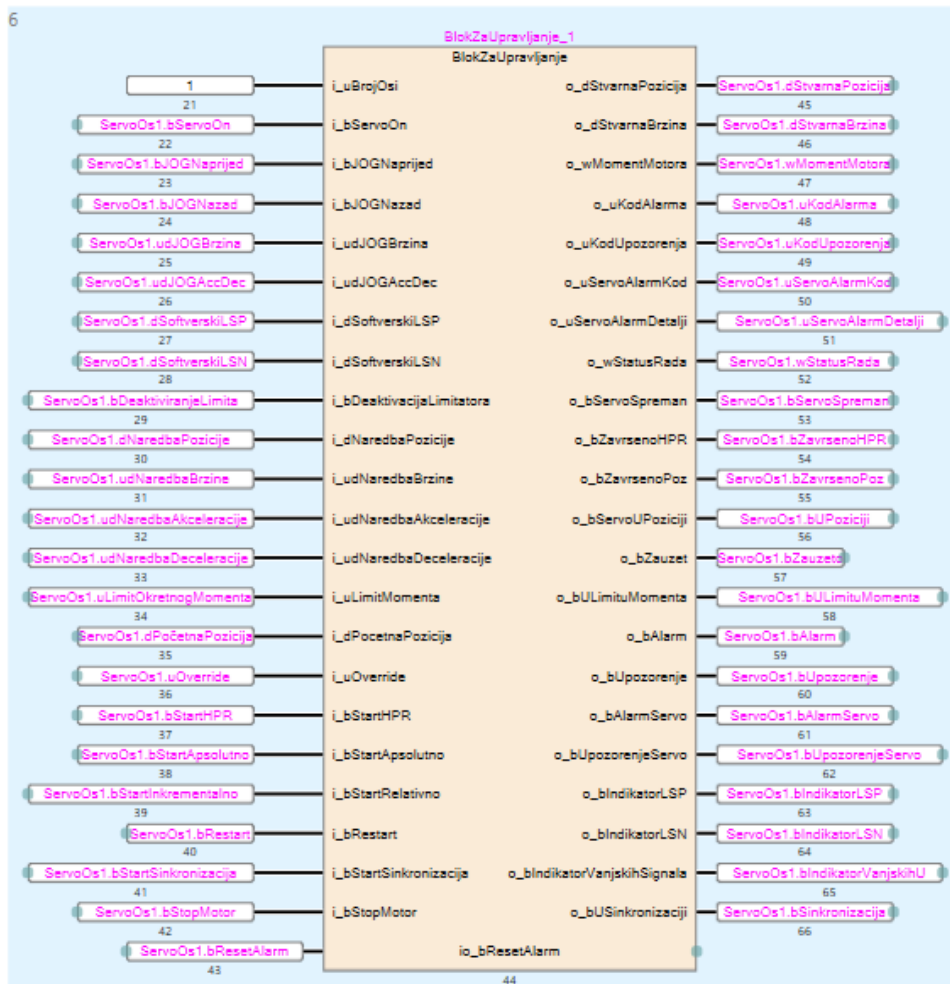 6
BlokZaUpravljanje_1
BlokZaUpravljanje
1 i_uBrojOsi o_dStvarnaPozicija ServoOs1.dStvarnaPozicija
21 45
ServoOs1.bServoOn i_bServoOn o_dStvarnaBrzina ServoOs1.dStvarnaBrzina
22 46
ServoOs1.bJOGNaprijed i_bJOGNaprijed o_wMomentMotora ServoOs1.wMomentMotora
23 47
ServoOs1.bJOGNazad i_bJOGNazad o_uKodAlarma ServoOs1.uKodAlarma
24 48
ServoOs1.udJOGBrzina i_udJOGBrzina o_uKodUpozorenja ServoOs1.uKodUpozorenja
25 49
ServoOs1.udJOGAccDec i_udJOGAccDec o_uServoAlarmKod ServoOs1.uServoAlarmKod
26 50
ServoOs1.dSoftverskiLSP i_dSoftverskiLSP o_uServoAlarmDetalji ServoOs1.uServoAlarmDetalji
27 51
ServoOs1.dSoftverskiLSN i_dSoftverskiLSN o_wStatusRada ServoOs1.wStatusRada
28 52
ServoOs1.bDeaktiviranjeLimita i_bDeaktivacijaLimitatora o_bServoSpreman ServoOs1.bServoSpreman
29 53
ServoOs1.dNaredbaPozicije i_dNaredbaPozicije o_bZavrsenoHPR ServoOs1.bZavrsenoHPR
30 54
ServoOs1.udNaredbaBrzine i_udNaredbaBrzine o_bZavrsenoPoz ServoOs1.bZavrsenoPoz
31 55
ServoOs1.udNaredbaAkceleracije i_udNaredbaAkceleracije o_bServoUPoziciji ServoOs1.bUPoziciji
32 56
ServoOs1.udNaredbaDeceleracije i_udNaredbaDeceleracije o_bZauzet ServoOs1.bZauzeto
33 57
ServoOs1.uLimitOkretnogMomenta i_uLimitMomenta o_bULimituMomenta ServoOs1.bULimituMomenta
34 58
ServoOs1.dPočetnaPozicija i_dPocetnaPozicija o_bAlarm ServoOs1.bAlarm
35 59
ServoOs1.uOverride i_uOverride o_bUpozorenje ServoOs1.bUpozorenje
36 60
ServoOs1.bStartHPR i_bStartHPR o_bAlarmServo ServoOs1.bAlarmServo
37 61
ServoOs1.bStartApsolutno i_bStartApsolutno o_bUpozorenjeServo ServoOs1.bUpozorenjeServo
38 62
ServoOs1.bStartInkrementalno i_bStartRelativno o_bIndikatorLSP ServoOs1.bIndikatorLSP
39 63
ServoOs1.bRestart i_bRestart o_bIndikatorLSN ServoOs1.bIndikatorLSN
40 64
ServoOs1.bStartSinkronizacija i_bStartSinkronizacija o_bIndikatorVanjskihSignala ServoOs1.bIndikatorVanjskihU
41 65
ServoOs1.bStopMotor i_bStopMotor o_bUSinkronizaciji ServoOs1.bSinkronizacija
42 66
ServoOs1.bResetAlarm io_bResetAlarm
43 44